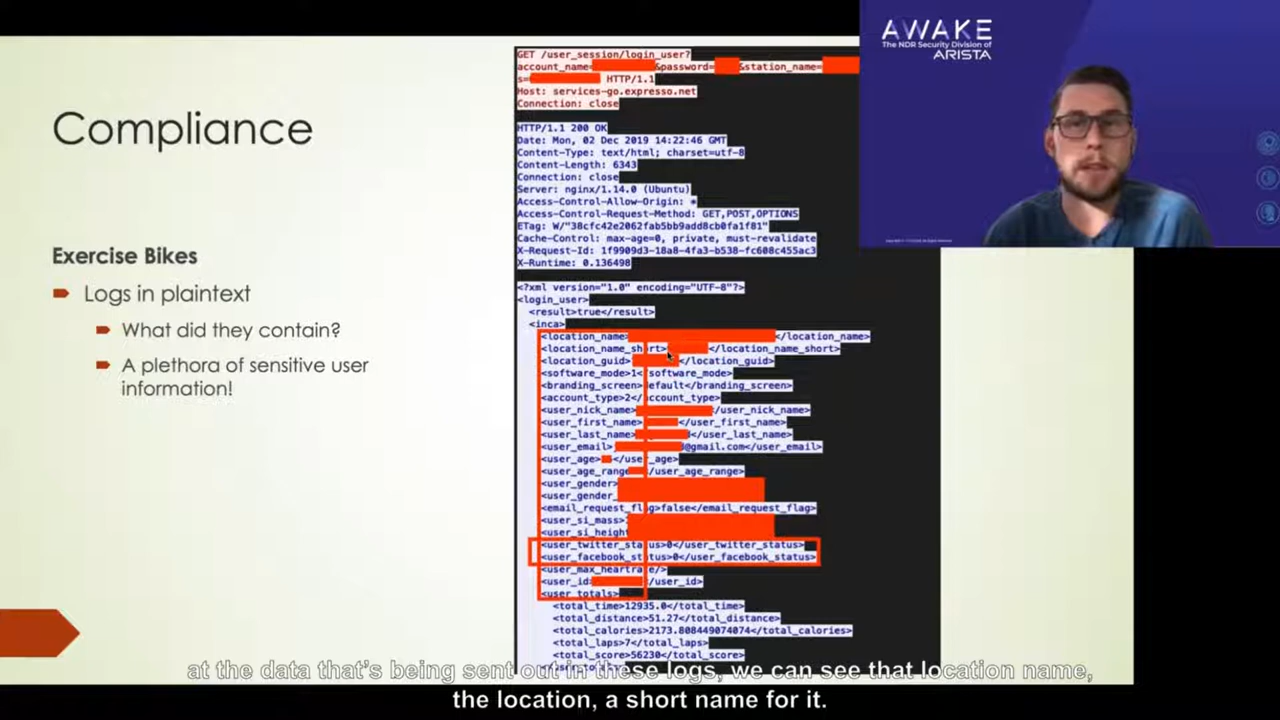 AWAKE
The NDR Security Division of
ARISTA
Compliance
Exercise Bikes
Logs in plaintext
What did they contain?
A plethora of sensitive user
information!
GET /user_session/login_user?
account_name= &password= &station_name=
s= HTTP/1.1
Host: services-go.expresso.net
Connection: close
HTTP/1.1 200 OK
Date: Mon, 02 Dec 2019 14:22:46 GMT
Content-Type: text/html; charset=utf-8
Content-Length: 6343
Connection: close
Server: nginx/1.14.0 (Ubuntu)
Access-Control-Allow-Origin: *
Access-Control-Request-Method: GET,POST,OPTIONS
ETag: W/"38cfc42e2062fab5bb9add8cb0fa1f81"
Cache-Control: max-age=0, private, must-revalidate
X-Request-Id: 1f9909d3-18a8-4fa3-b538-fc608c455ac3
X-Runtime: 0.136498
<?xml version="1.0" encoding="UTF-8"?>
<login_user>
<result>true</result>
<inca>
<location_name> </location_name>
<location_name_short> </location_name_short>
<location_guid> </location_guid>
<software_mode>1</software_mode>
<branding_screen>default</branding_screen>
<account_type>2</account_type>
<user_nick_name> </user_nick_name>
<user_first_name> </user_first_name>
<user_last_name> </user_last_name>
<user_email> @gmail.com</user_email>
<user_age> </user_age>
<user_age_range </user_age_range>
<user_gender>
<user_gender_
<email_request_flag>false</email_request_flag>
<user_si_mass>
<user_si_height
<user_twitter_status>0</user_twitter_status>
<user_facebook_status>0</user_facebook_status>
<user_max_heartrate/>
<user_id> </user_id>
<user_totals>
<total_time>12935.0</total_time>
<total_distance>51.27</total_distance>
<total_calories>2173.808449074074</total_calories>
<total_laps>7</total_laps>
<total_score>56230</total_score>
at the data that's being sent out in these logs, we can see that location name,
the location, a short name for it.